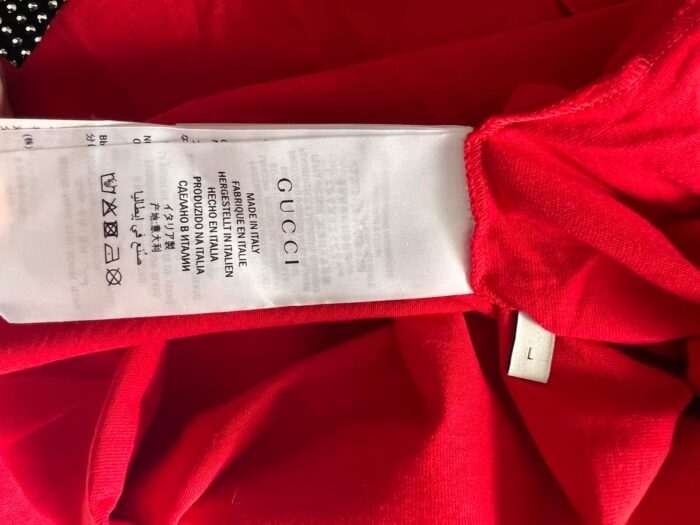 GUCCI
MADE IN ITALY
FABRIQUE EN ITALIE
HERGESTELLT IN ITALIEN
HECHO EN ITALIA
PRODUZIDO NA ITALIA
СДЕЛАНО В ИТАЛИИ
イタリア製
产地:意大利
صنع في إيطاليا
L